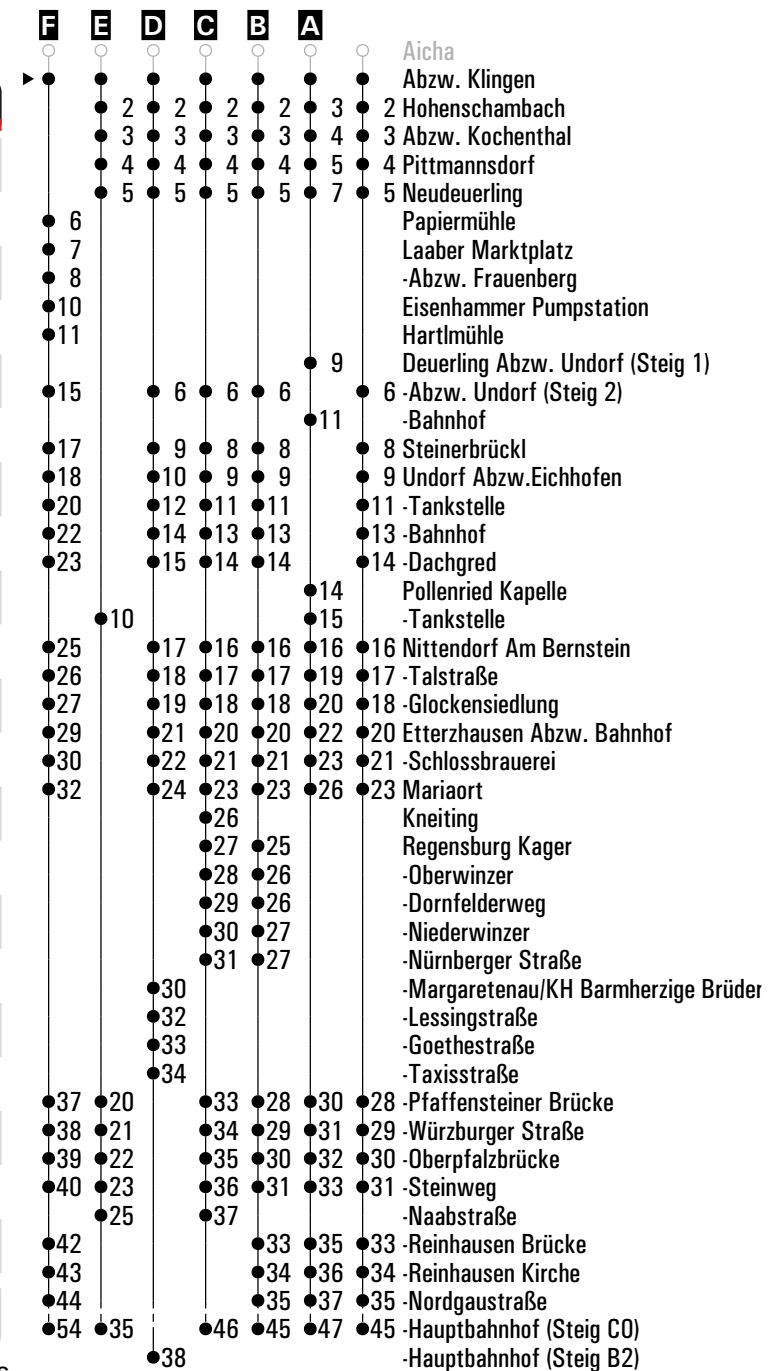 F E D C B A
Aicha
Abzw. Klingen
2 2 2 2 3 2 Hohenschambach
3 3 3 3 4 3 Abzw. Kochenthal
4 4 4 4 5 4 Pittmannsdorf
5 5 5 5 7 5 Neudeuerling
6 Papiermühle
7 Laaber Marktplatz
8 -Abzw. Frauenberg
10 Eisenhammer Pumpstation
11 Hartlmühle
9 Deuerling Abzw. Undorf (Steig 1)
15 6 6 6 6 -Abzw. Undorf (Steig 2)
11 -Bahnhof
17 9 8 8 8 Steinerbrückl
18 10 9 9 9 Undorf Abzw.Eichhofen
20 12 11 11 11 -Tankstelle
22 14 13 13 13 -Bahnhof
23 15 14 14 14 -Dachgred
14 Pollenried Kapelle
10 15 -Tankstelle
25 17 16 16 16 16 Nittendorf Am Bernstein
26 18 17 17 19 17 -Talstraße
27 19 18 18 20 18 -Glockensiedlung
29 21 20 20 22 20 Etterzhausen Abzw. Bahnhof
30 22 21 21 23 21 -Schlossbrauerei
32 24 23 23 26 23 Mariaort
26 Kneiting
27 25 Regensburg Kager
28 26 -Oberwinzer
29 26 -Dornfelderweg
30 27 -Niederwinzer
31 27 -Nürnberger Straße
30 -Margaretenau/KH Barmherzige Brüder
32 -Lessingstraße
33 -Goethestraße
34 -Taxisstraße
37 20 33 28 30 28 -Pfaffensteiner Brücke
38 21 34 29 31 29 -Würzburger Straße
39 22 35 30 32 30 -Oberpfalzbrücke
40 23 36 31 33 31 -Steinweg
25 37 -Naabstraße
42 33 35 33 -Reinhausen Brücke
43 34 36 34 -Reinhausen Kirche
44 35 37 35 -Nordgaustraße
54 35 46 45 47 45 -Hauptbahnhof (Steig C0)
38 -Hauptbahnhof (Steig B2)